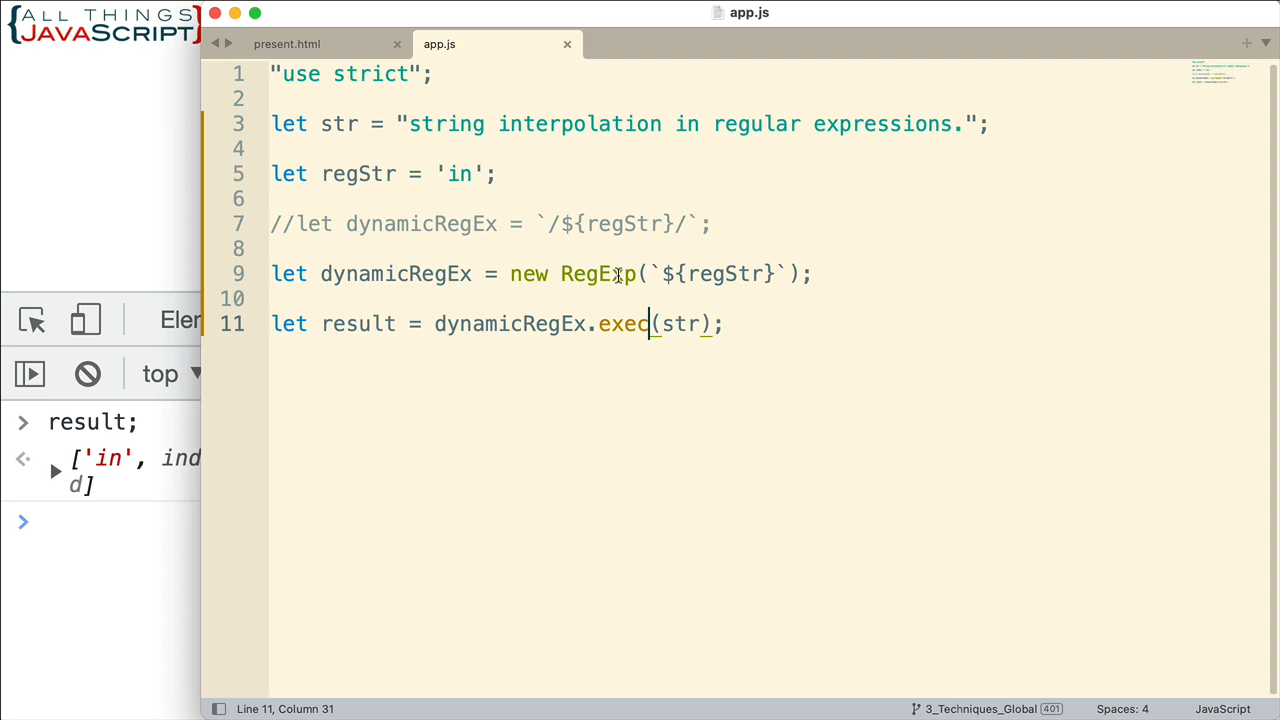 {ALL THINGS
JAVASCRIPT}
app.js
present.html
app.js
1 "use strict";
2
3 let str = "string interpolation in regular expressions.";
4
5 let regStr = 'in';
6
7 //let dynamicRegEx = `/${regStr}/`;
8
9 let dynamicRegEx = new RegExp(`${regStr}`);
10
11 let result = dynamicRegEx.exec(str);
Elen
top
result;
['in', ind
d]
Line 11, Column 31
3_Techniques_Global 401
Spaces: 4
JavaScript